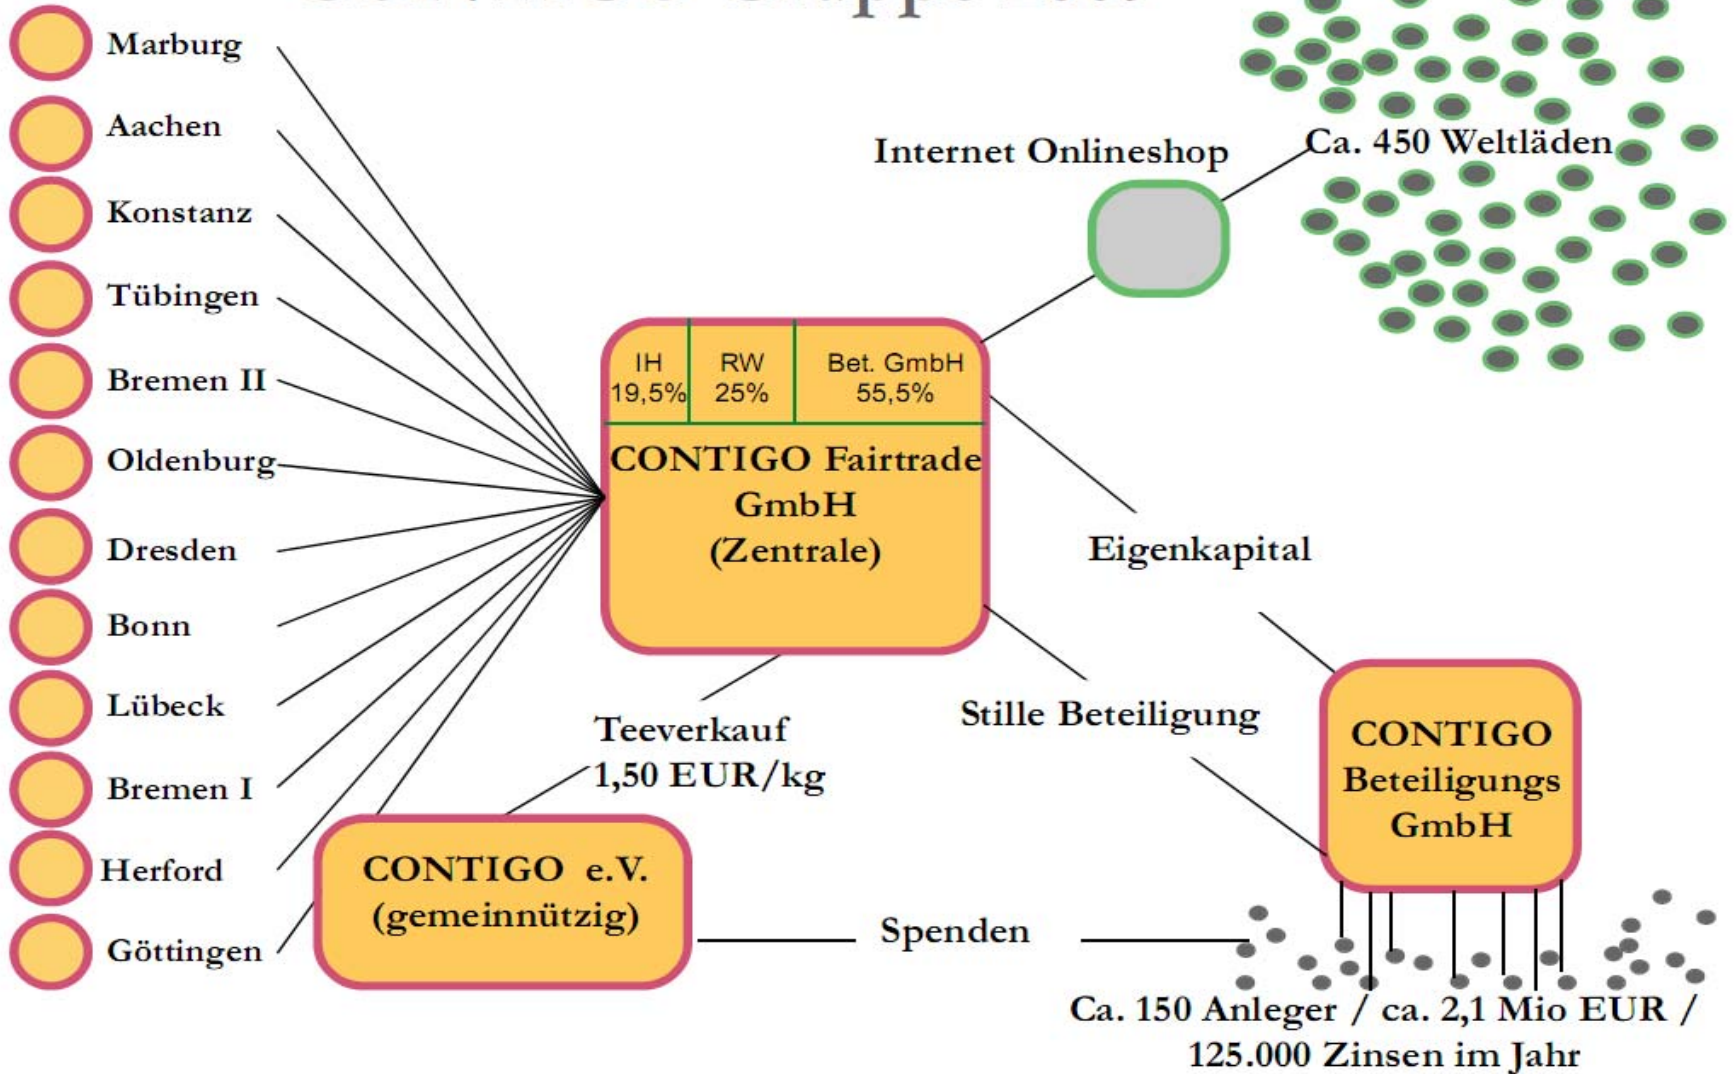 Marburg
Aachen
Konstanz
Tübingen
Bremen II
Oldenburg
Dresden
Bonn
Lübeck
Bremen I
Herford
Göttingen
Internet Onlineshop
Ca. 450 Weltläden
IH
19,5%
RW
25%
Bet. GmbH
55,5%
CONTIGO Fairtrade
GmbH
(Zentrale)
Eigenkapital
Stille Beteiligung
Teeverkauf
1,50 EUR/kg
CONTIGO
Beteiligungs
GmbH
CONTIGO e.V.
(gemeinnützig)
Spenden
Ca. 150 Anleger / ca. 2,1 Mio EUR /
125.000 Zinsen im Jahr